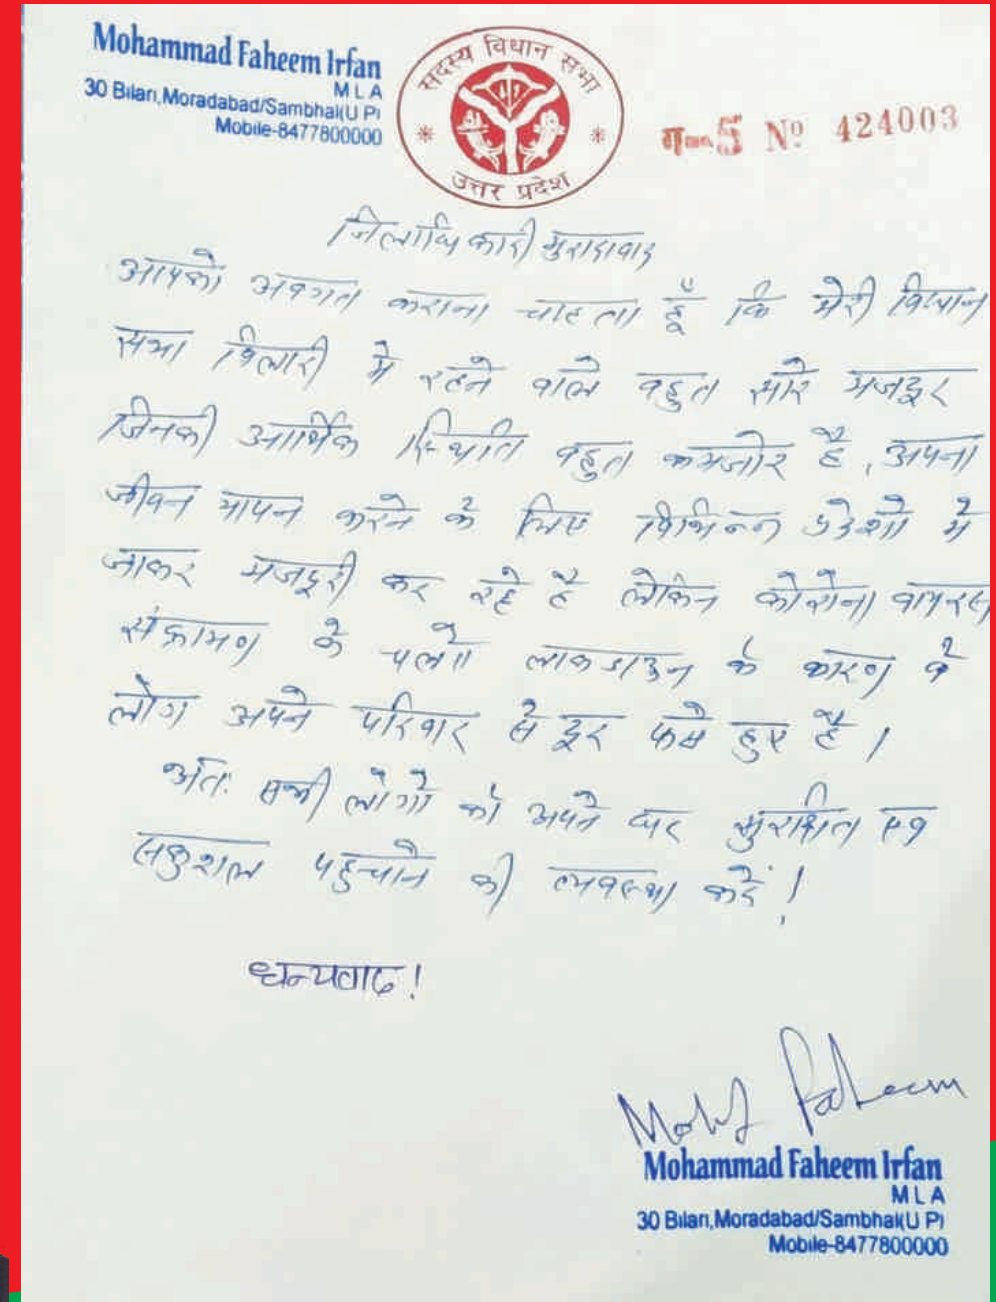 Mohammad Faheem Irfan
MLA
30 Bilari, Moradabad/Sambhal(U P)
Mobile-8477800000
सदस्य विधान सभा
उत्तर प्रदेश
5 Nº 424003
जिलाधिकारी मुरादाबाद
आपको अवगत कराना चाहता हूँ कि मेरी विधान
सभा बिलारी मे रहने वाले बहुत सारे मजदूर
जिनकी आर्थिक स्थिति बहुत कमजोर है, अपना
जीवन यापन करने के लिए विभिन्न प्रदेशो मे
जाकर मजदूरी कर रहे है लेकिन कोरोना वायरस
संक्रामण के चलते लाकडाउन के कारण वे
लोग अपने परिवार से दूर फसे हुए है।
अतः सभी लोगो को अपने घर सुरक्षित एव
सकुशल पहुचाने की व्यवस्था करें!
धन्यवाद!
Mohd Faheem
Mohammad Faheem Irfan
MLA
30 Bilari, Moradabad/Sambhal(U P)
Mobile-8477800000